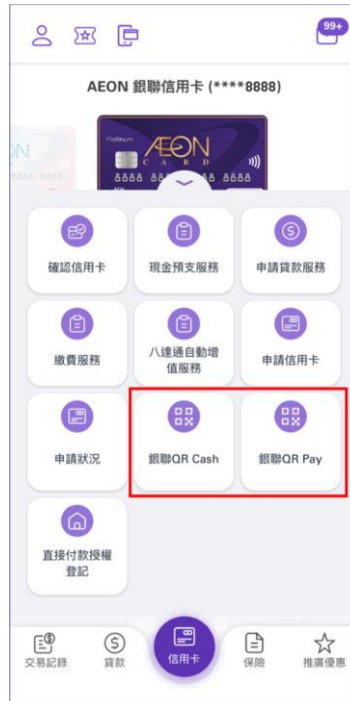 99+
AEON 銀聯信用卡 (****8888)
Platinum
AEON
CARD
確認信用卡
現金預支服務
申請貸款服務
繳費服務
八達通自動增
值服務
申請信用卡
申請狀況
銀聯QR Cash
銀聯QR Pay
直接付款授權
登記
交易記錄
貸款
信用卡
保險
推廣優惠